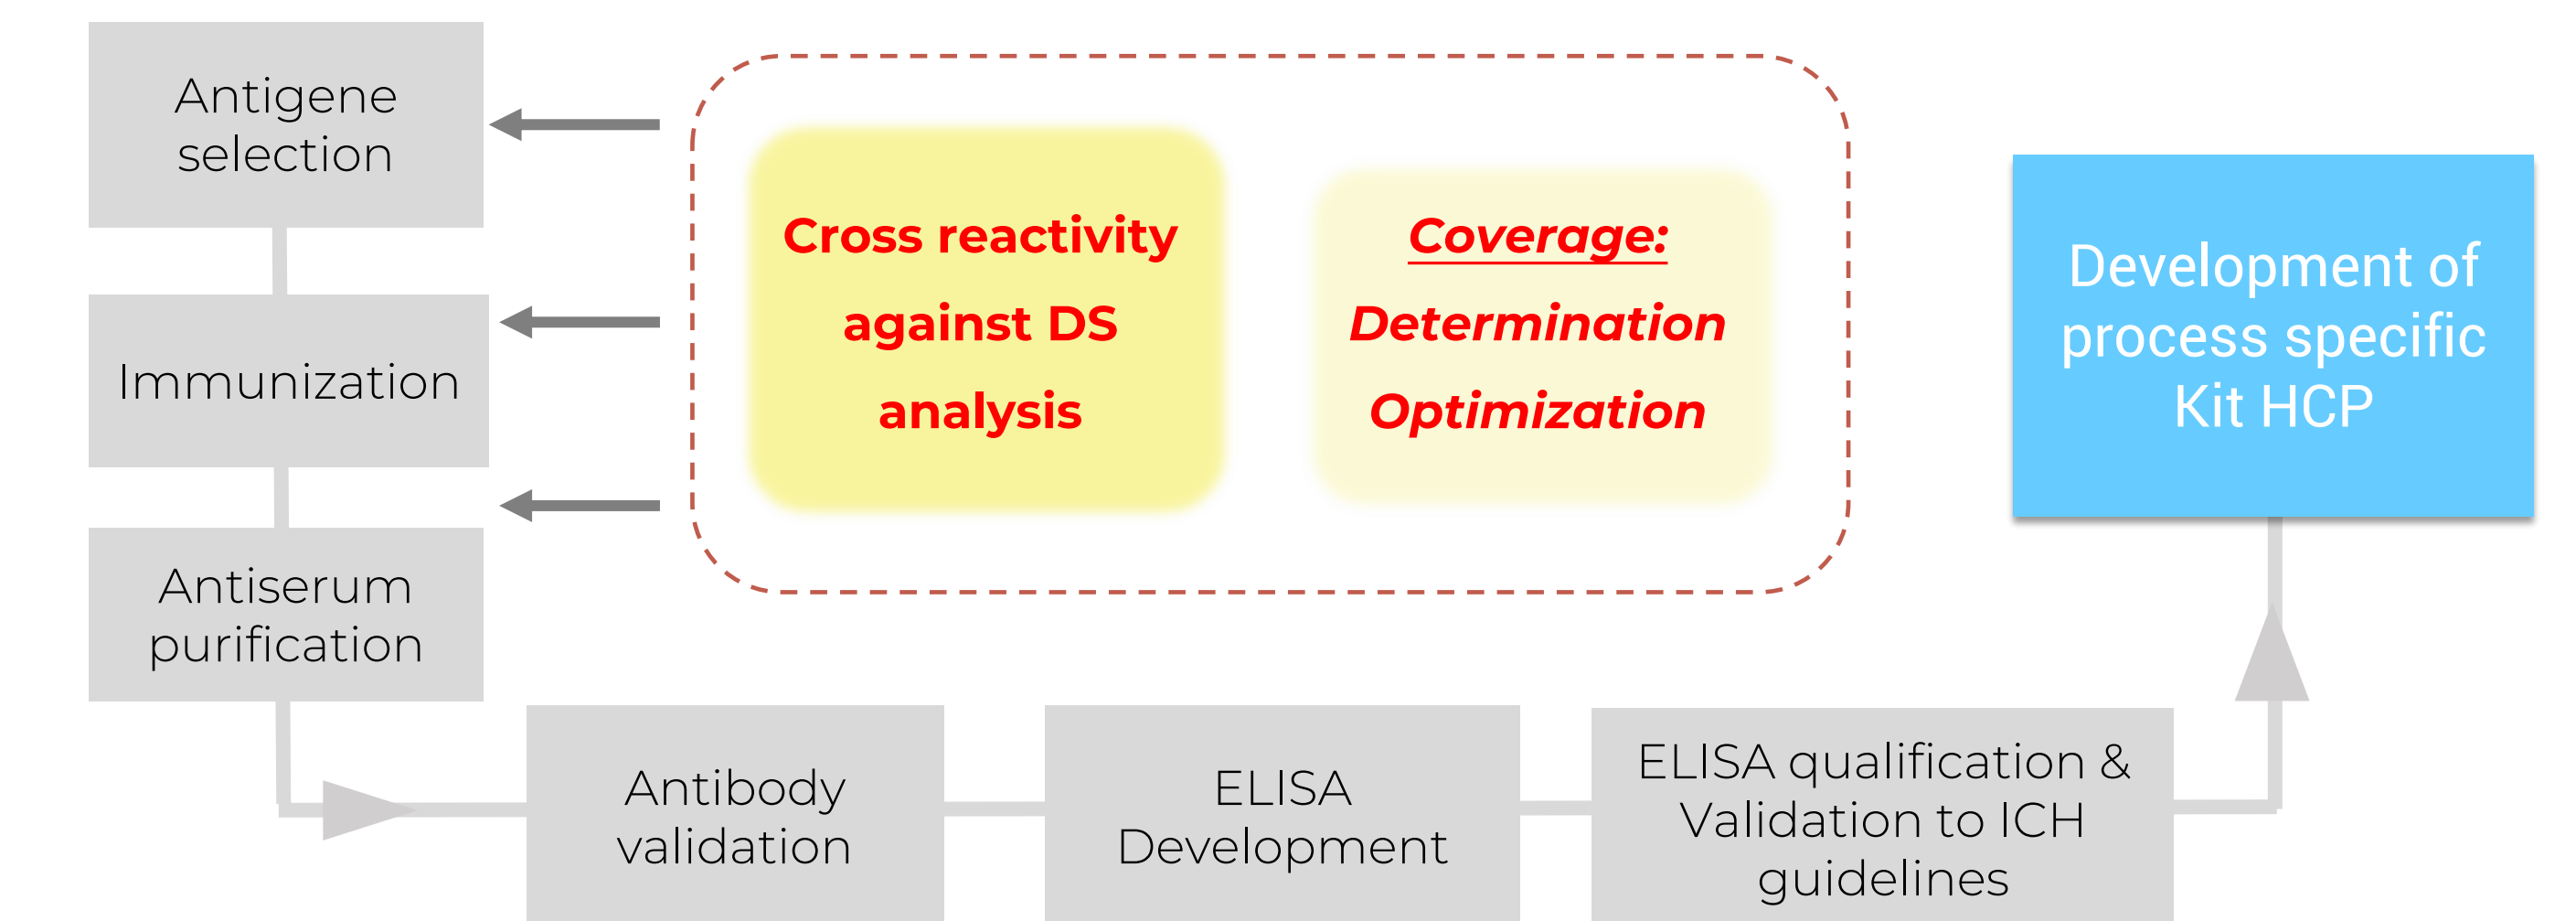 Antigene
selection
Immunization
Antiserum
purification
Cross reactivity
against DS
analysis
Coverage:
Determination
Optimization
Development of
process specific
Kit HCP
Antibody
validation
ELISA
Development
ELISA qualification &
Validation to ICH
guidelines